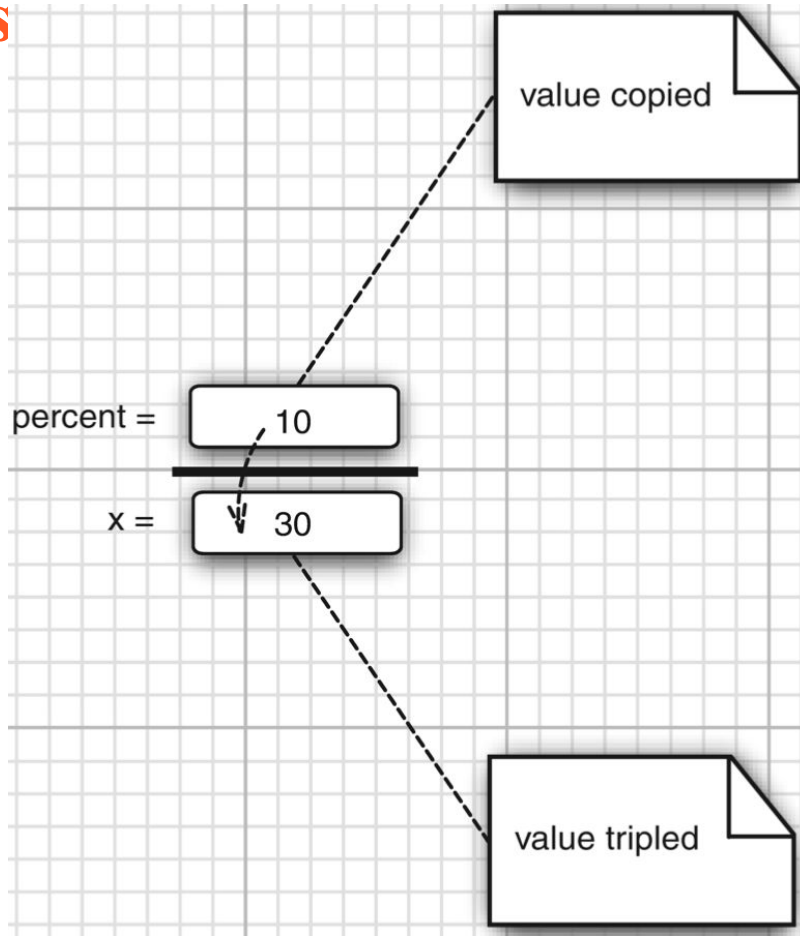 s
value copied
percent =
10
x =
30
value tripled